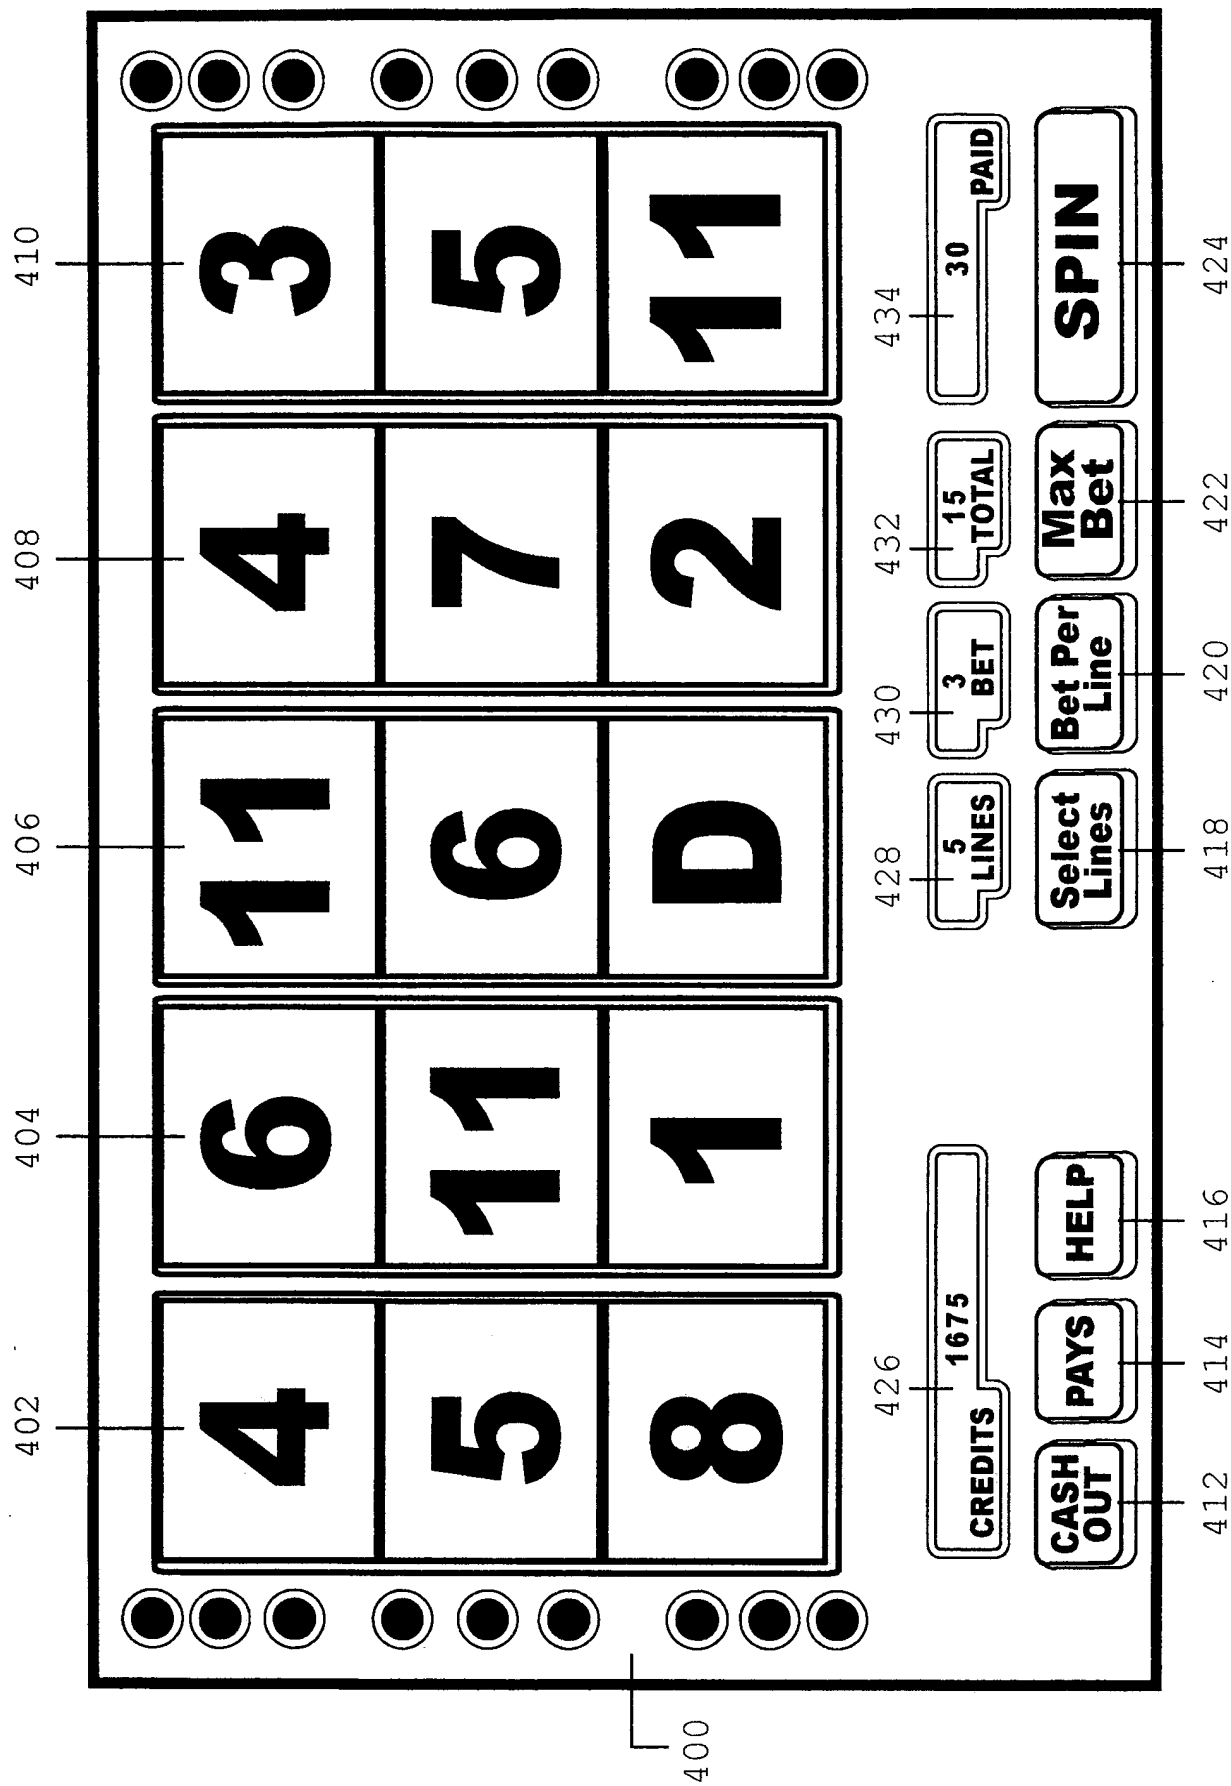 402 404 406 408 410
4 6 11 4 3
5 11 6 7 5
8 1 D 2 11
426 428 430 432 434
CREDITS 1675
5
LINES
3
BET
15
TOTAL
30 PAID
CASH
OUT
PAYS
HELP
Select
Lines
Bet Per
Line
Max
Bet
SPIN
412 414 416 418 420 422 424
400